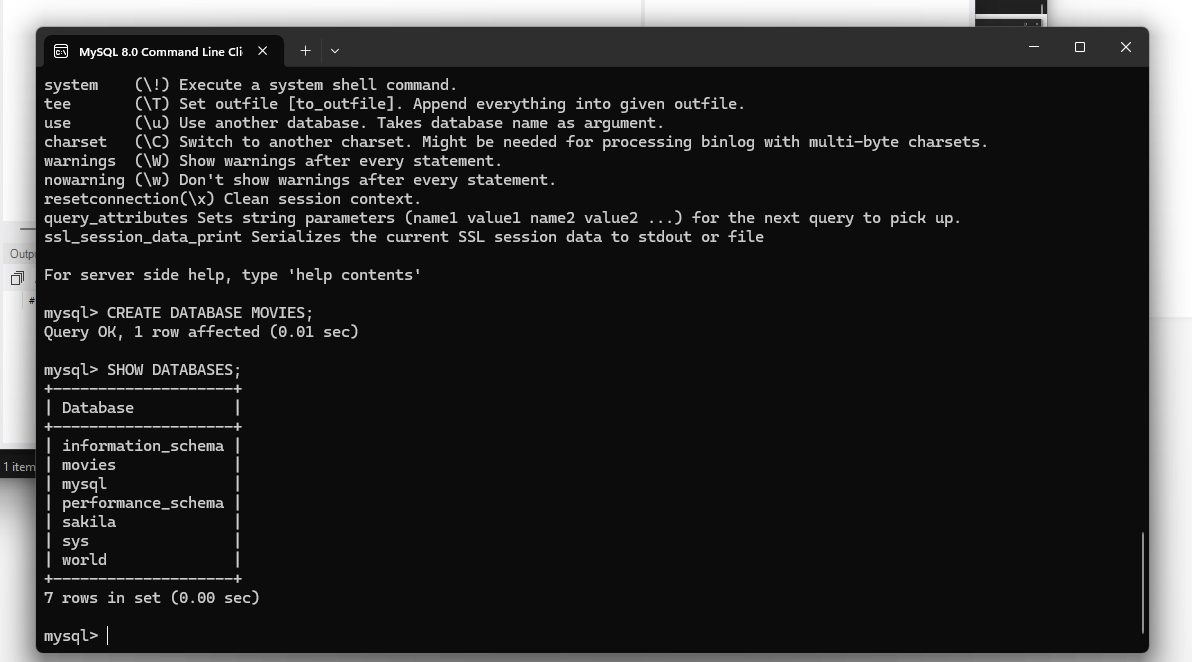 MySQL 8.0 Command Line Cli
system    (\!) Execute a system shell command.
tee       (\T) Set outfile [to_outfile]. Append everything into given outfile.
use       (\u) Use another database. Takes database name as argument.
charset   (\C) Switch to another charset. Might be needed for processing binlog with multi-byte charsets.
warnings  (\W) Show warnings after every statement.
nowarning (\w) Don't show warnings after every statement.
resetconnection(\x) Clean session context.
query_attributes Sets string parameters (name1 value1 name2 value2 ...) for the next query to pick up.
ssl_session_data_print Serializes the current SSL session data to stdout or file
For server side help, type 'help contents'
mysql> CREATE DATABASE MOVIES;
Query OK, 1 row affected (0.01 sec)
mysql> SHOW DATABASES;
+--------------------+
| Database           |
+--------------------+
| information_schema |
| movies             |
| mysql              |
| performance_schema |
| sakila             |
| sys                |
| world              |
+--------------------+
7 rows in set (0.00 sec)
mysql>
Outp
#
1 item